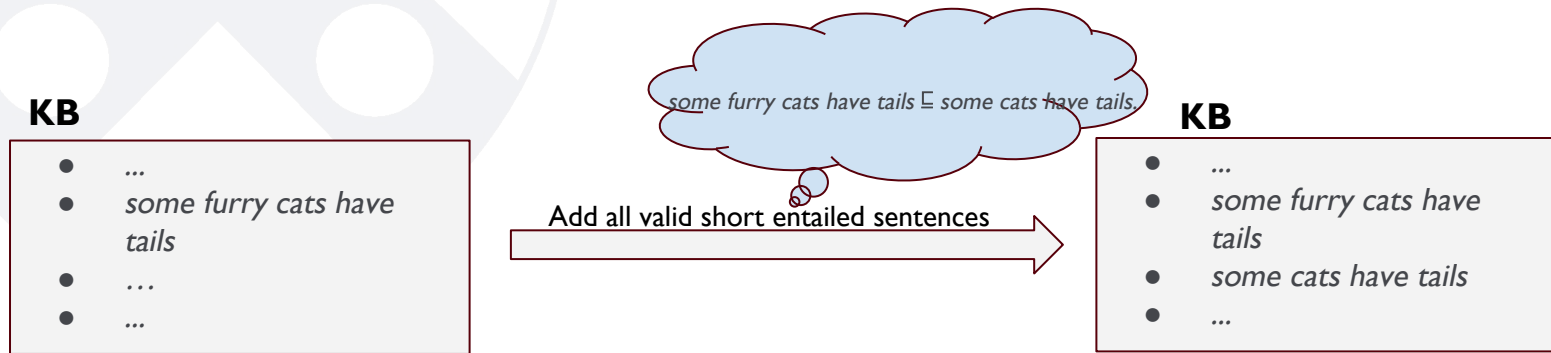 KB
● ...
● some furry cats have
tails
● …
● ...
some furry cats have tails ⊑ some cats have tails.
Add all valid short entailed sentences
KB
● ...
● some furry cats have
tails
● some cats have tails
● ...